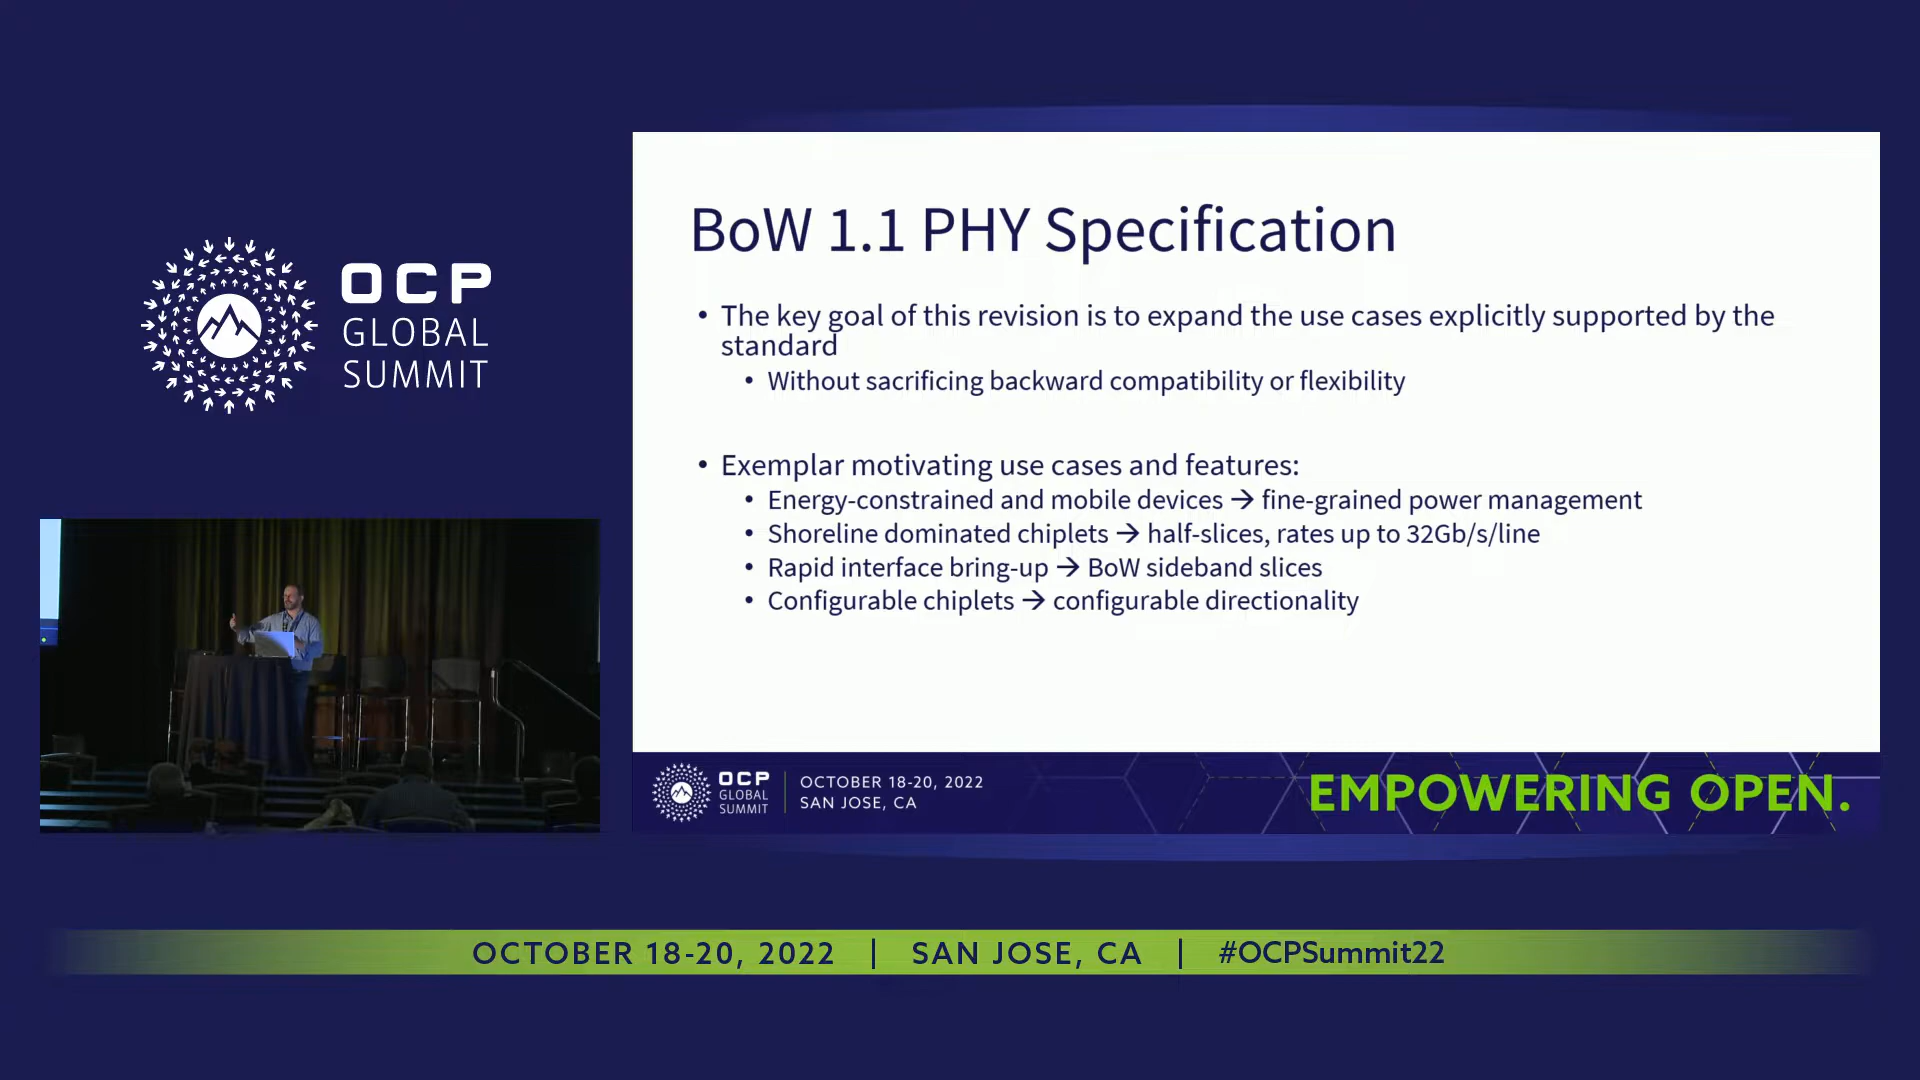 OCP
GLOBAL
SUMMIT
BoW 1.1 PHY Specification
• The key goal of this revision is to expand the use cases explicitly supported by the
standard
• Without sacrificing backward compatibility or flexibility
• Exemplar motivating use cases and features:
• Energy-constrained and mobile devices → fine-grained power management
• Shoreline dominated chiplets → half-slices, rates up to 32Gb/s/line
• Rapid interface bring-up → BoW sideband slices
• Configurable chiplets → configurable directionality
OCP
GLOBAL
SUMMIT
OCTOBER 18-20, 2022
SAN JOSE, CA
EMPOWERING OPEN.
OCTOBER 18-20, 2022 | SAN JOSE, CA | #OCPSummit22